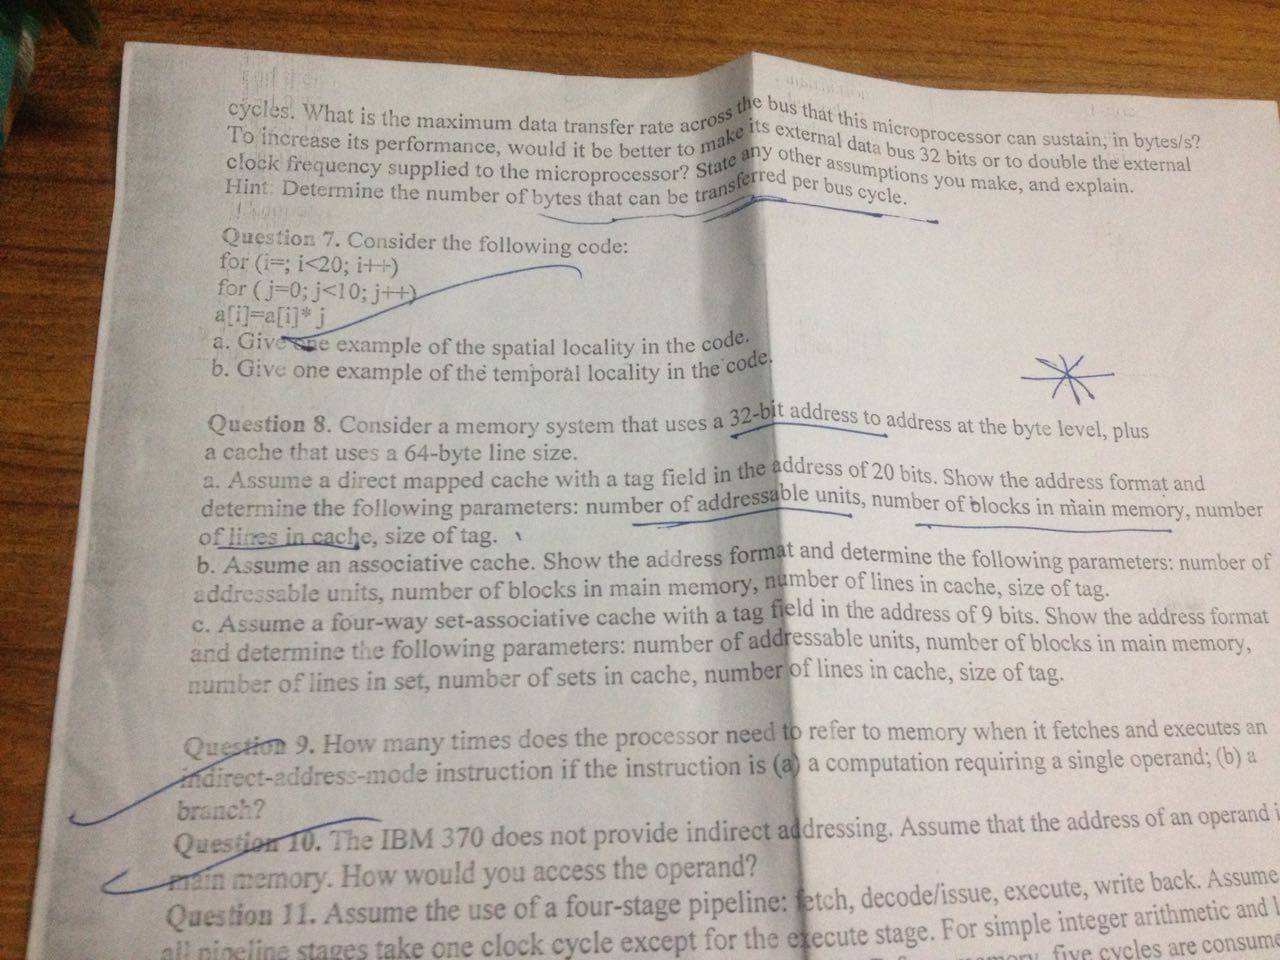 cycles. What is the maximum data transfer rate across the bus that this microprocessor can sustain, in bytes/s?
To increase its performance, would it be better to make its external data bus 32 bits or to double the external
clock frequency supplied to the microprocessor? State any other assumptions you make, and explain.
Hint: Determine the number of bytes that can be transferred per bus cycle.
Question 7. Consider the following code:
for (i=; i<20; i++)
for (j=0; j<10; j++)
a[i]=a[i]* j
a. Give one example of the spatial locality in the code.
b. Give one example of the temporal locality in the code.
Question 8. Consider a memory system that uses a 32-bit address to address at the byte level, plus
a cache that uses a 64-byte line size.
a. Assume a direct mapped cache with a tag field in the address of 20 bits. Show the address format and
determine the following parameters: number of addressable units, number of blocks in main memory, number
of lines in cache, size of tag.
b. Assume an associative cache. Show the address format and determine the following parameters: number of
addressable units, number of blocks in main memory, number of lines in cache, size of tag.
c. Assume a four-way set-associative cache with a tag field in the address of 9 bits. Show the address format
and determine the following parameters: number of addressable units, number of blocks in main memory,
number of lines in set, number of sets in cache, number of lines in cache, size of tag.
Question 9. How many times does the processor need to refer to memory when it fetches and executes an
indirect-address-mode instruction if the instruction is (a) a computation requiring a single operand; (b) a
branch?
Question 10. The IBM 370 does not provide indirect addressing. Assume that the address of an operand i
main memory. How would you access the operand?
Question 11. Assume the use of a four-stage pipeline: fetch, decode/issue, execute, write back. Assume
all pipeline stages take one clock cycle except for the execute stage. For simple integer arithmetic and l
memory, five cycles are consume